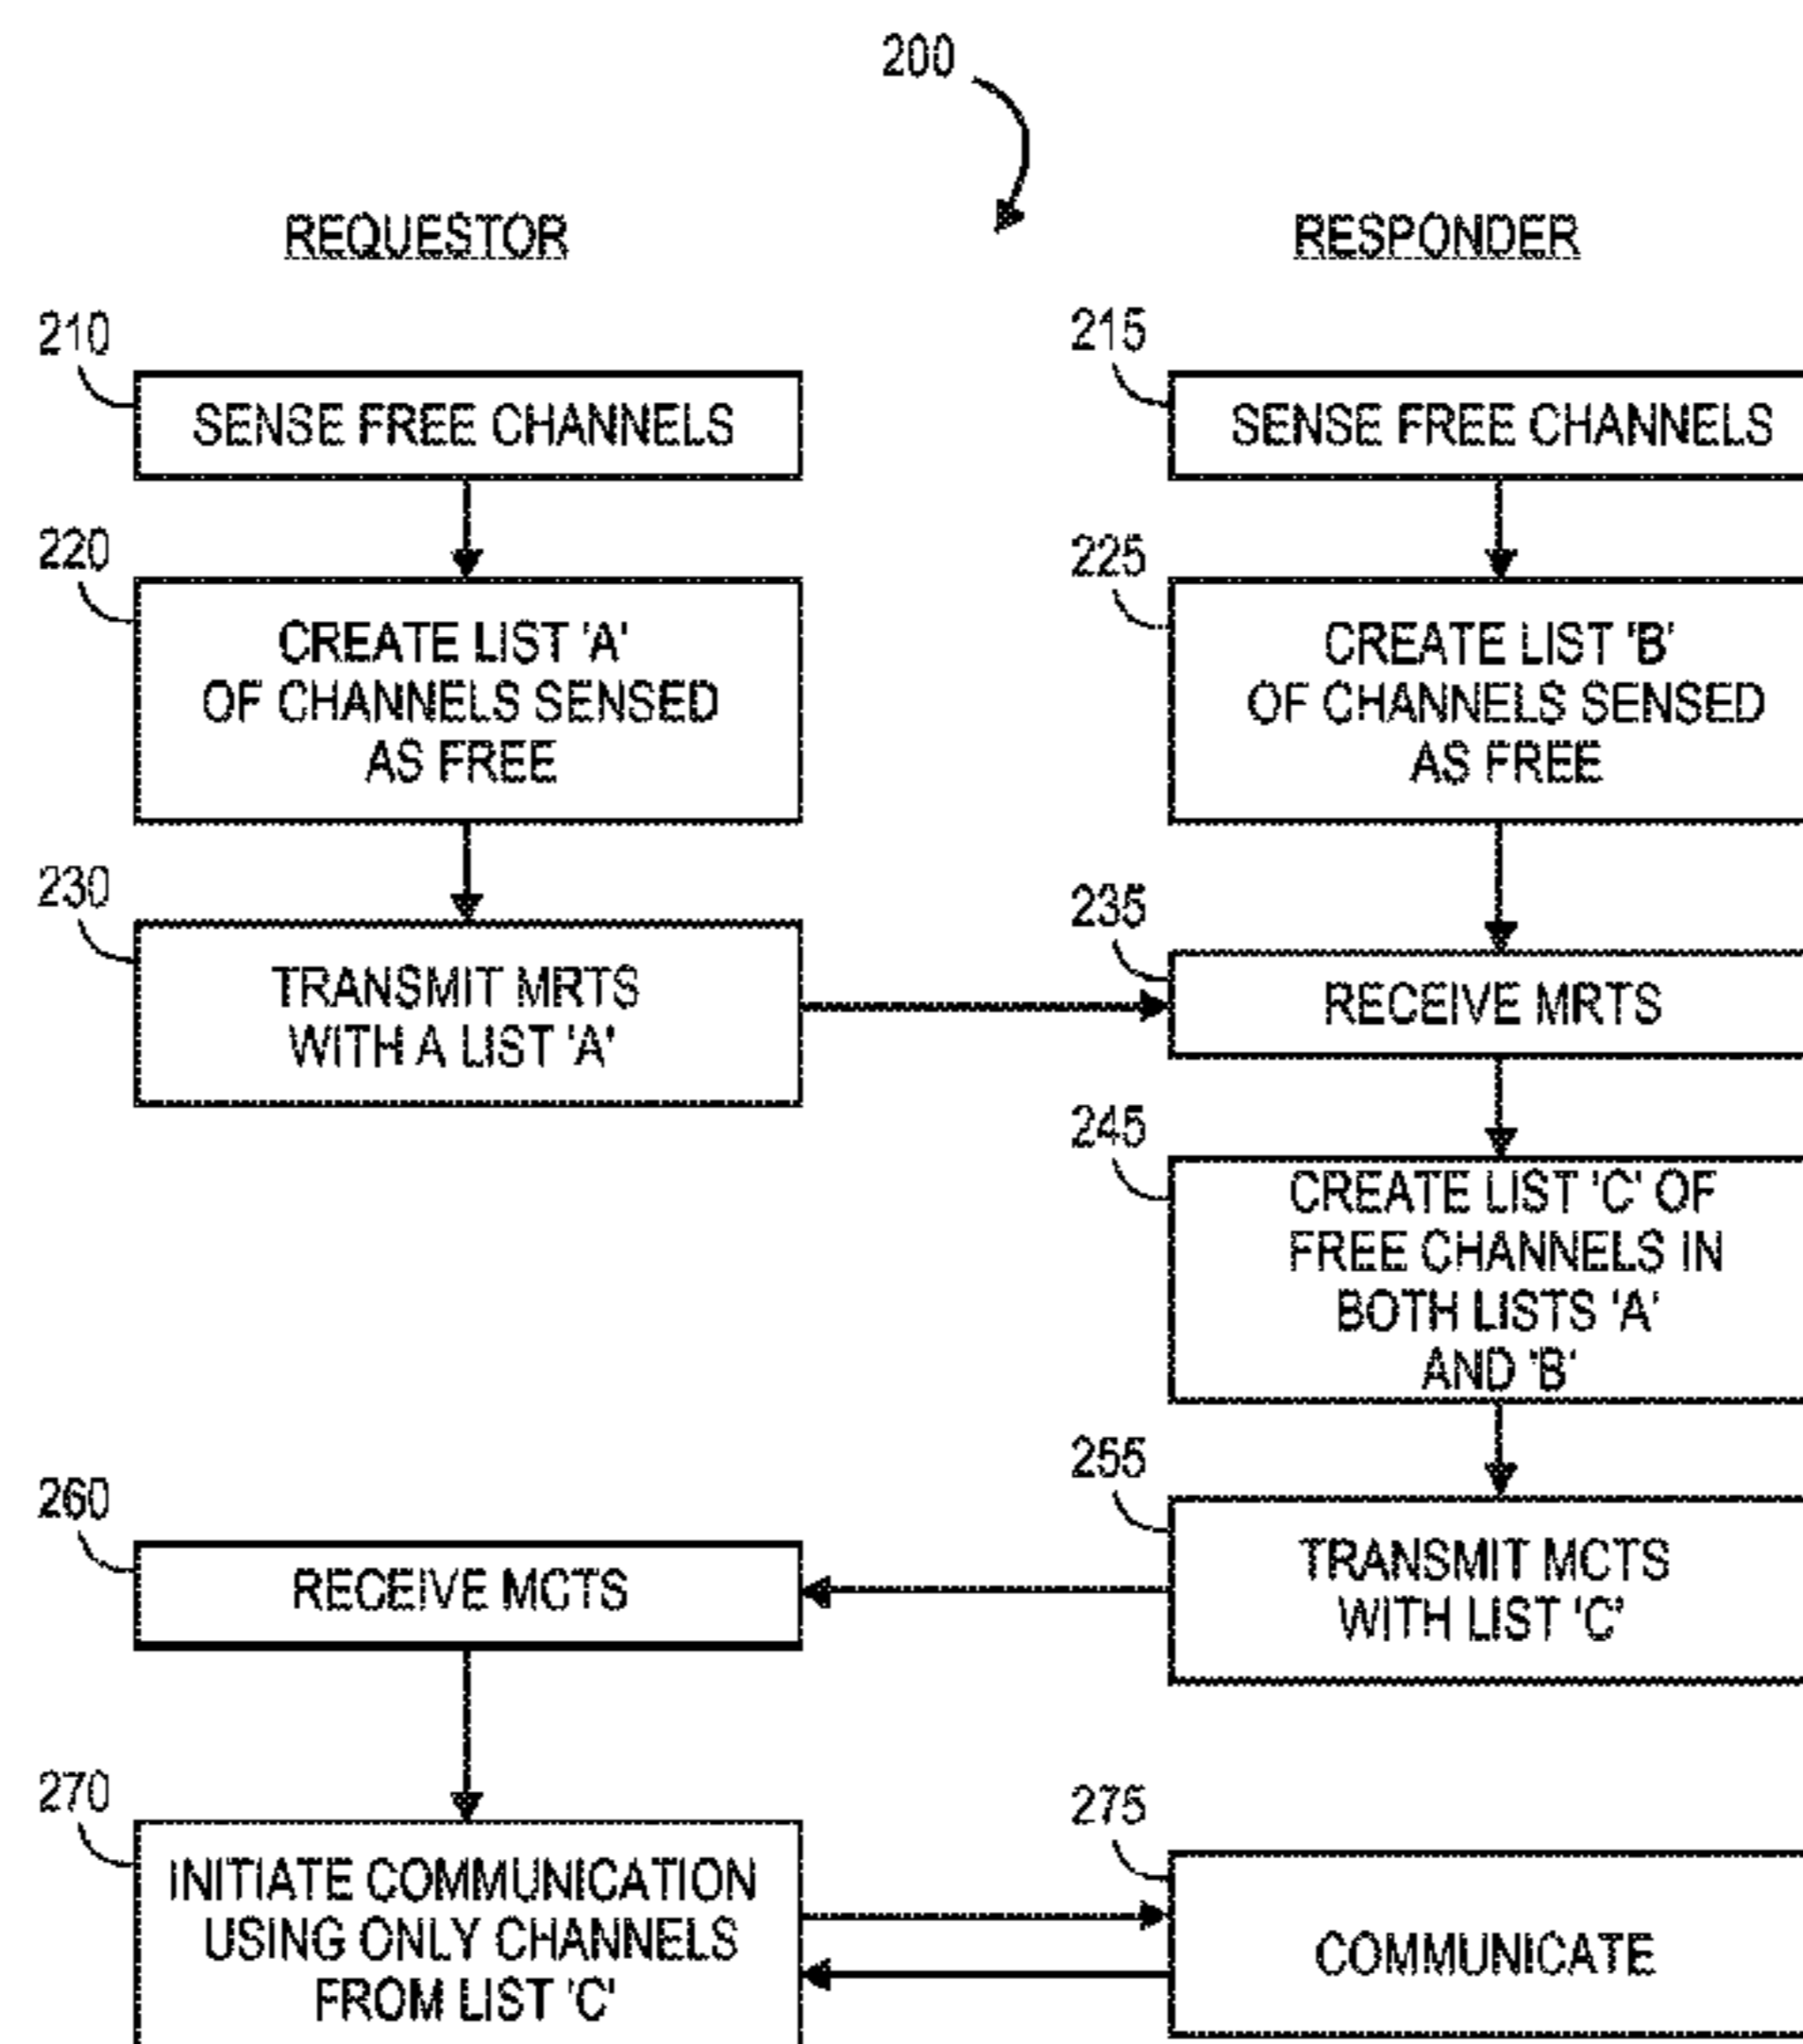 200
REQUESTOR
RESPONDER
210
SENSE FREE CHANNELS
215
SENSE FREE CHANNELS
220
CREATE LIST 'A'
OF CHANNELS SENSED
AS FREE
225
CREATE LIST 'B'
OF CHANNELS SENSED
AS FREE
230
TRANSMIT MRTS
WITH A LIST 'A'
235
RECEIVE MRTS
245
CREATE LIST 'C' OF
FREE CHANNELS IN
BOTH LISTS 'A'
AND 'B'
255
TRANSMIT MCTS
WITH LIST 'C'
260
RECEIVE MCTS
270
INITIATE COMMUNICATION
USING ONLY CHANNELS
FROM LIST 'C'
275
COMMUNICATE